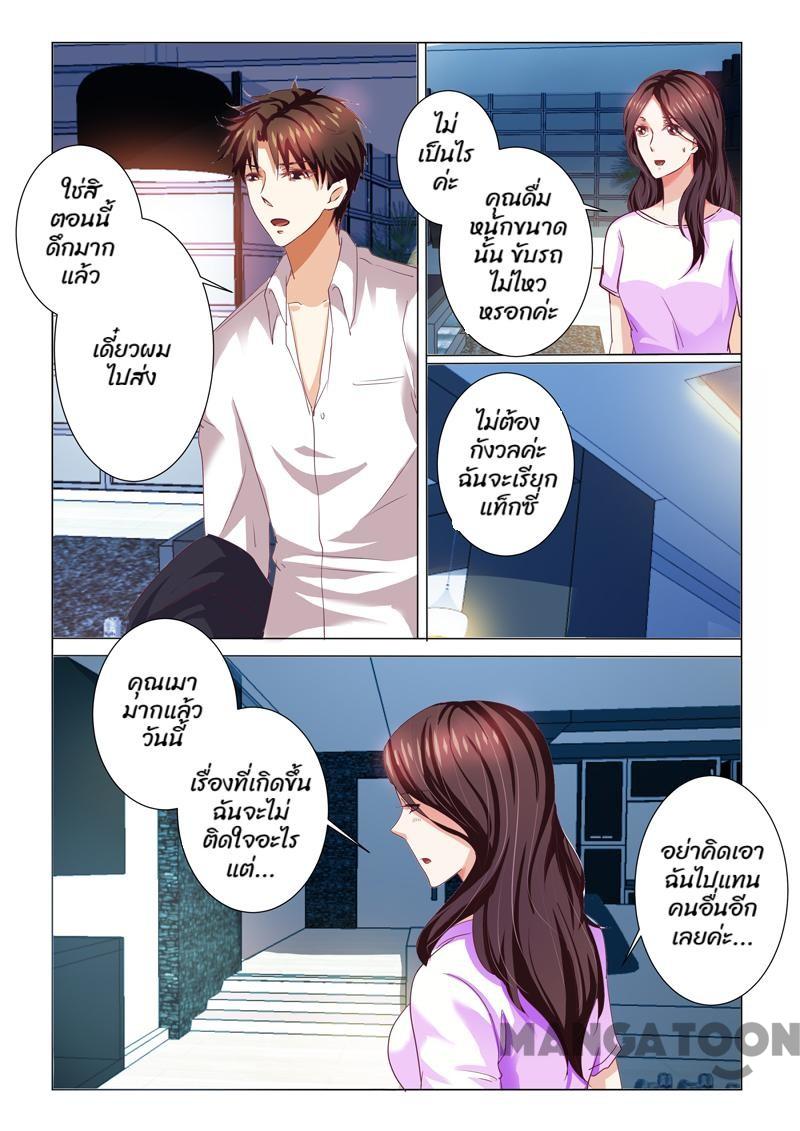 ใช่สิ
ตอนนี้
ดึกมาก
แล้ว
เดี๋ยวผม
ไปส่ง
ไม่
เป็นไร
ค่ะ
คุณดื่ม
หนักขนาด
นั้น ขับรถ
ไม่ไหว
หรอกค่ะ
ไม่ต้อง
กังวลค่ะ
ฉันจะเรียก
แท็กซี่
คุณเมา
มากแล้ว
วันนี้
เรื่องที่เกิดขึ้น
ฉันจะไม่
ติดใจอะไร
แต่...
อย่าคิดเอา
ฉันไปแทน
คนอื่นอีก
เลยค่ะ...
MANGATOON